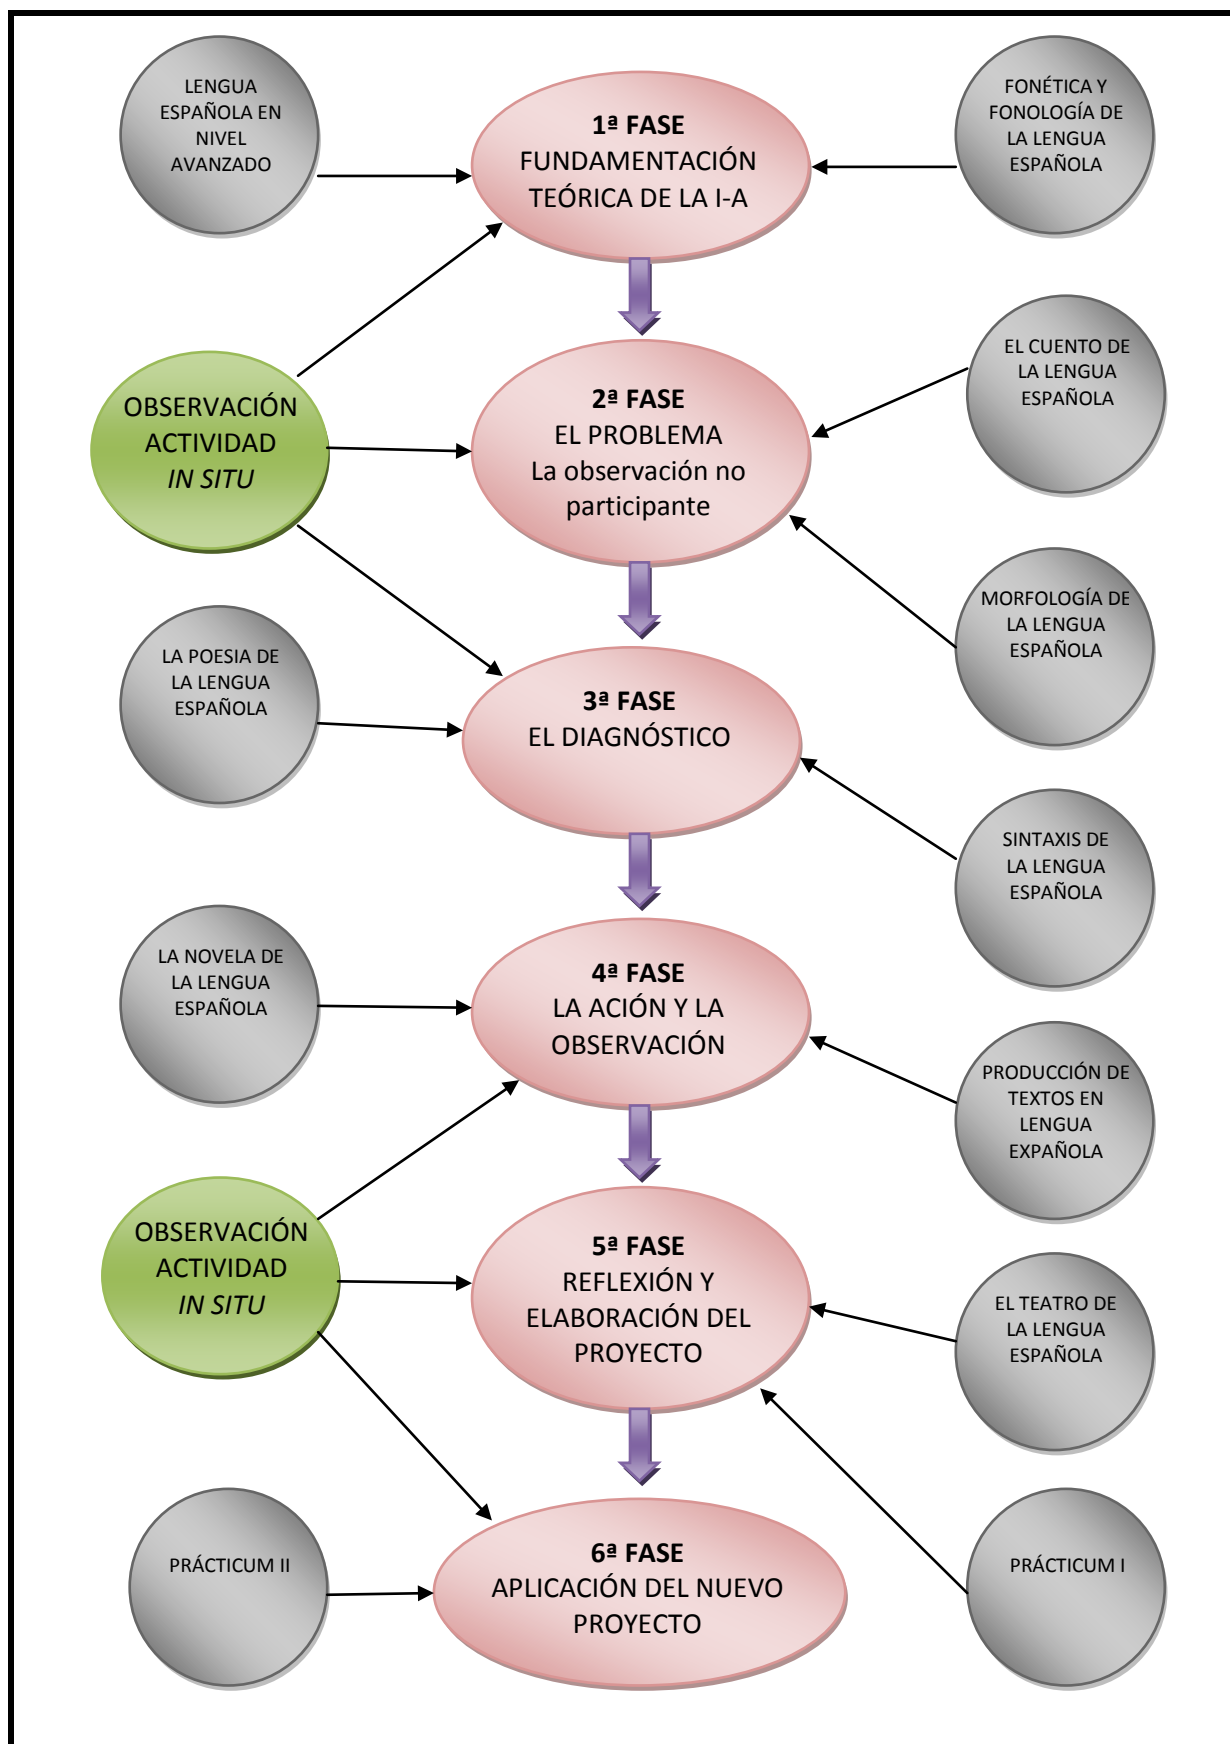 LENGUA
ESPAÑOLA EN
NIVEL
AVANZADO
1ª FASE
FUNDAMENTACIÓN
TEÓRICA DE LA I-A
FONÉTICA Y
FONOLOGÍA DE
LA LENGUA
ESPAÑOLA
OBSERVACIÓN
ACTIVIDAD
IN SITU
2ª FASE
EL PROBLEMA
La observación no
participante
EL CUENTO DE
LA LENGUA
ESPAÑOLA
MORFOLOGÍA DE
LA LENGUA
ESPAÑOLA
LA POESIA DE
LA LENGUA
ESPAÑOLA
3ª FASE
EL DIAGNÓSTICO
SINTAXIS DE
LA LENGUA
ESPAÑOLA
LA NOVELA DE
LA LENGUA
ESPAÑOLA
4ª FASE
LA ACIÓN Y LA
OBSERVACIÓN
PRODUCCIÓN DE
TEXTOS EN
LENGUA
EXPAÑOLA
OBSERVACIÓN
ACTIVIDAD
IN SITU
5ª FASE
REFLEXIÓN Y
ELABORACIÓN DEL
PROYECTO
EL TEATRO DE
LA LENGUA
ESPAÑOLA
PRÁCTICUM II
6ª FASE
APLICACIÓN DEL NUEVO
PROYECTO
PRÁCTICUM I